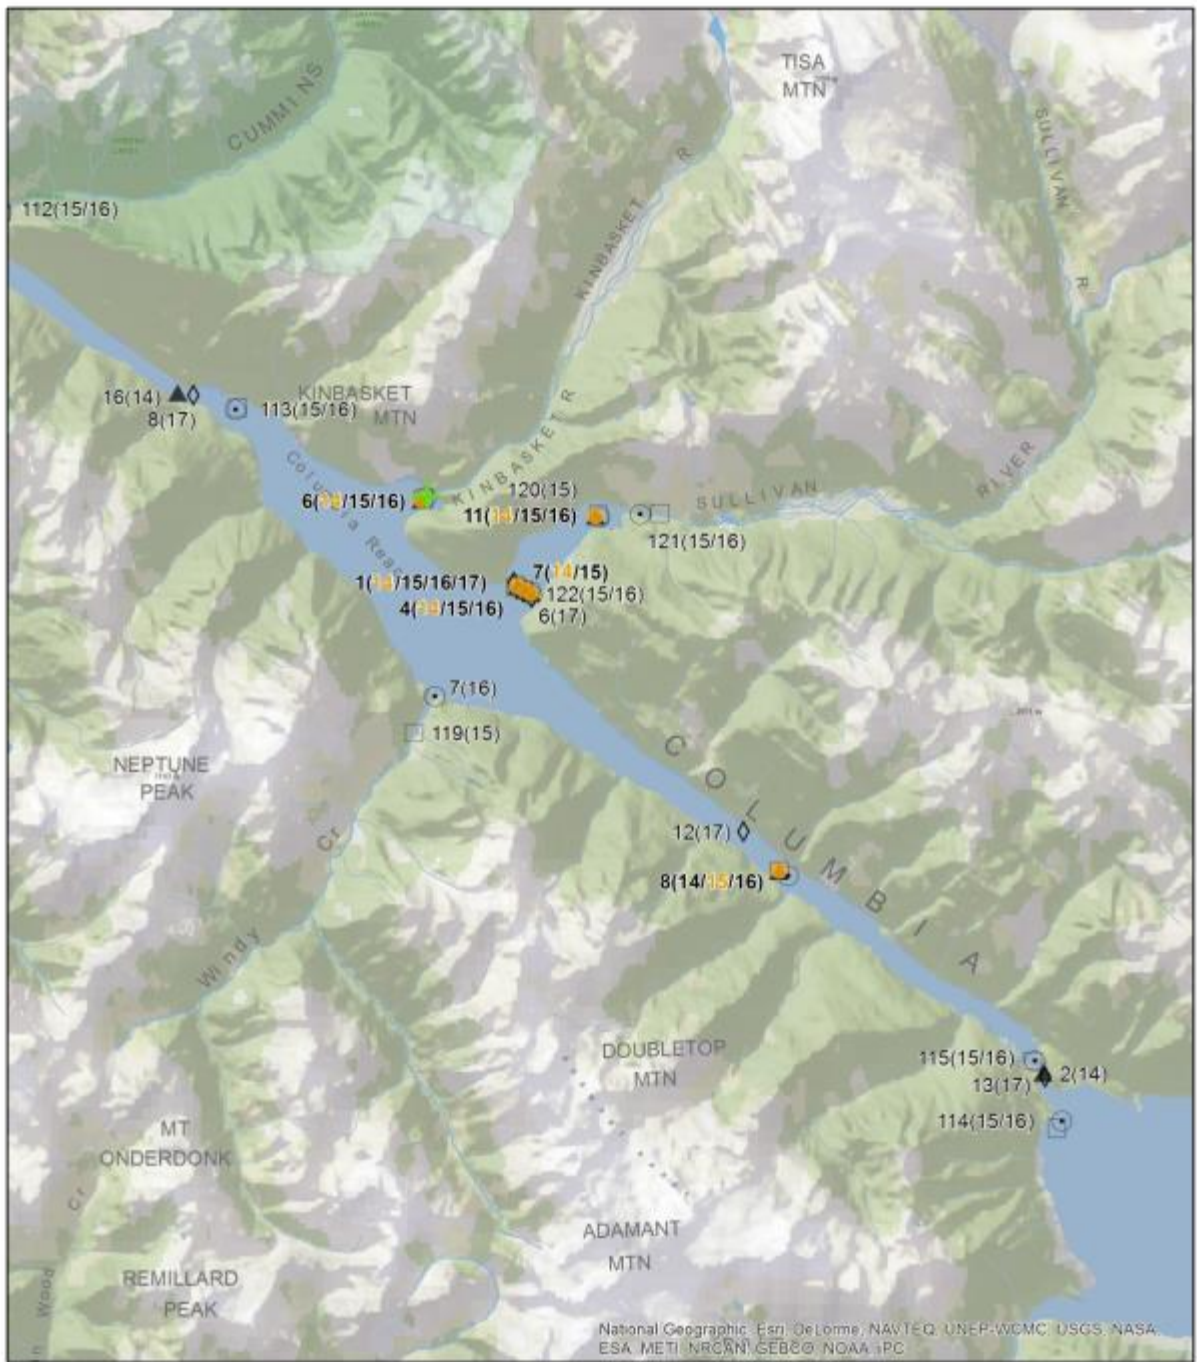 TISA
MTN
CUMMINS
SULLIVAN
R
KINBASKET
R
112(15/16)
16(14)
8(17)
113(15/16)
KINBASKET
MTN
Columbia Reach
KINBASKET R
6(14/15/16)
120(15)
11(14/15/16)
SULLIVAN
RIVER
121(15/16)
7(14/15)
1(14/15/16/17)
122(15/16)
4(14/15/16)
6(17)
7(16)
119(15)
NEPTUNE
PEAK
COLUMBIA
12(17)
8(14/15/16)
Windy
Cr
DOUBLETOP
MTN
115(15/16)
13(17)
2(14)
114(15/16)
MT
ONDERDONK
Cr
ADAMANT
MTN
REMILLARD
PEAK
Wood
National Geographic, Esri, DeLorme, NAVTEQ, UNEP-WCMC, USGS, NASA,
ESA, METI, NRCAN, GEBCO, NOAA, iPC